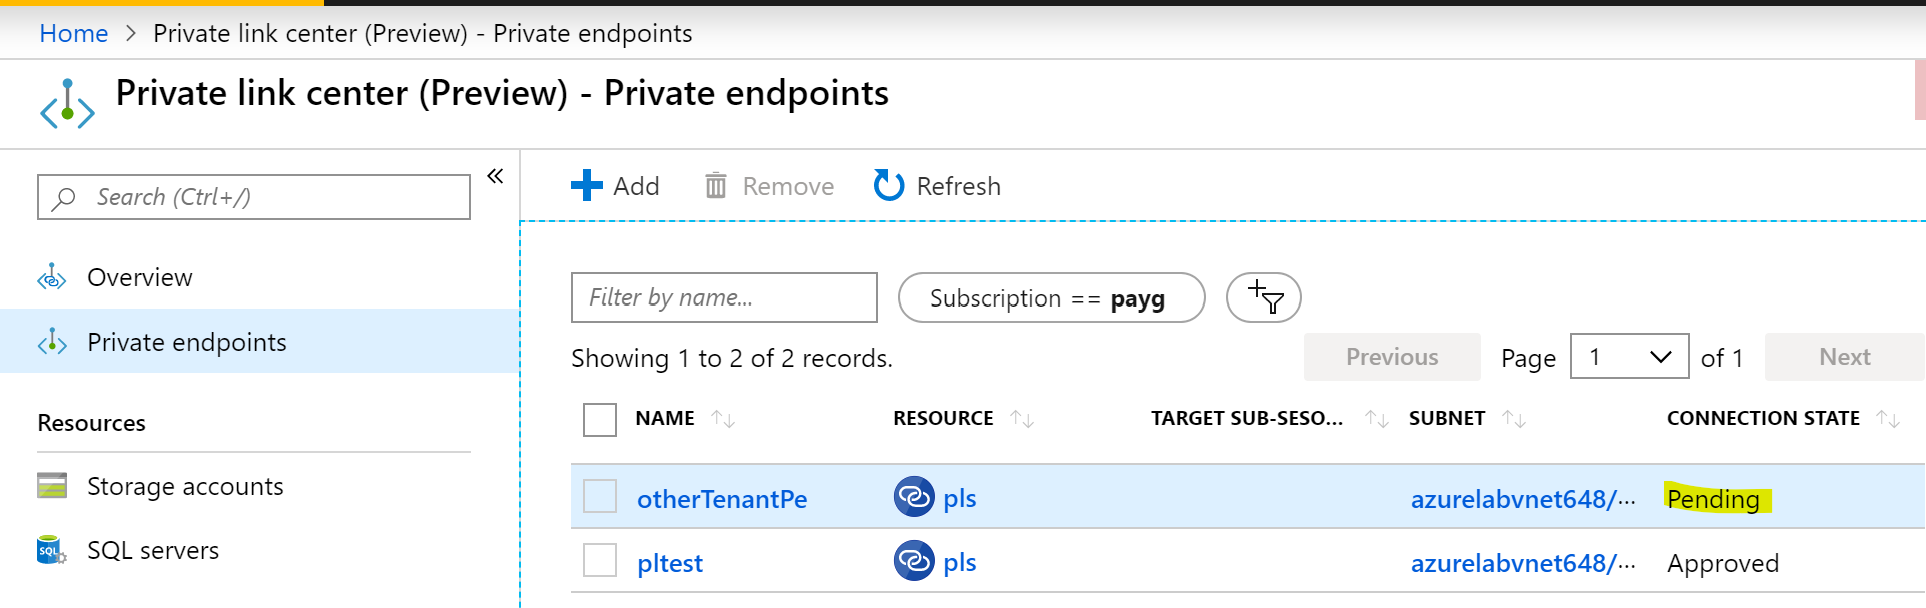 Home > Private link center (Preview) - Private endpoints
Private link center (Preview) - Private endpoints
Search (Ctrl+/)
«
Overview
Private endpoints
Resources
Storage accounts
SQL
SQL servers
Add Remove Refresh
Filter by name... Subscription == payg
Showing 1 to 2 of 2 records. Previous Page 1 of 1 Next
NAME RESOURCE TARGET SUB-SESO... SUBNET CONNECTION STATE
otherTenantPe pls azurelabvnet648/... Pending
pltest pls azurelabvnet648/... Approved